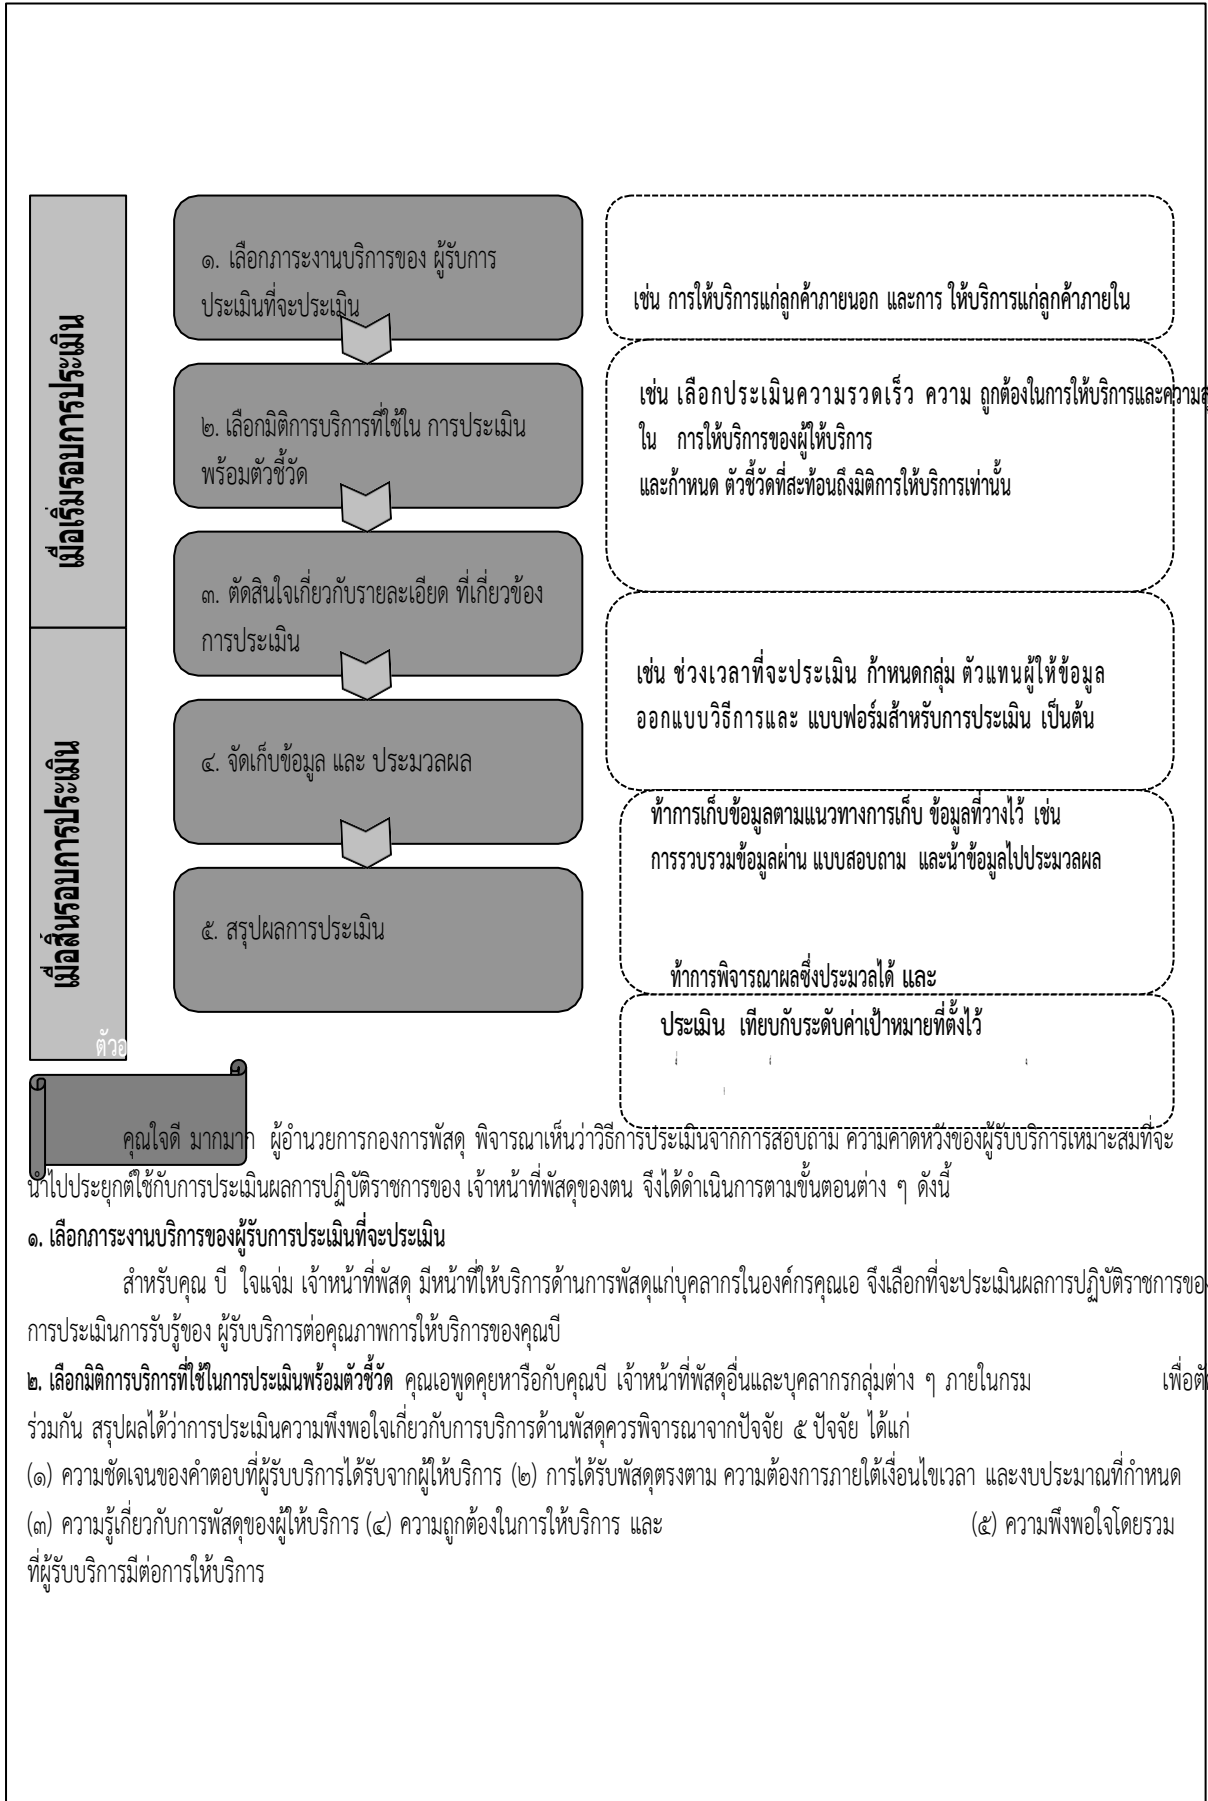 เมื่อเริ่มรอบการประเมิน
๑. เลือกภาระงานบริการของ ผู้รับการ
ประเมินที่จะประเมิน
เช่น การให้บริการแก่ลูกค้าภายนอก และการ ให้บริการแก่ลูกค้าภายใน
๒. เลือกมิติการบริการที่ใช้ใน การประเมิน
พร้อมตัวชี้วัด
เช่น เลือกประเมินความรวดเร็ว ความ ถูกต้องในการให้บริการและความ
ใน การให้บริการของผู้ให้บริการ
และก้าหนด ตัวชี้วัดที่สะท้อนถึงมิติการให้บริการเท่านั้น
๓. ตัดสินใจเกี่ยวกับรายละเอียด ที่เกี่ยวข้อง
การประเมิน
เช่น ช่วงเวลาที่จะประเมิน ก้าหนดกลุ่ม ตัวแทนผู้ให้ข้อมูล
ออกแบบวิธีการและ แบบฟอร์มส้าหรับการประเมิน เป็นต้น
เมื่อสิ้นรอบการประเมิน
๔. จัดเก็บข้อมูล และ ประมวลผล
ท้าการเก็บข้อมูลตามแนวทางการเก็บ ข้อมูลที่วางไว้ เช่น
การรวบรวมข้อมูลผ่าน แบบสอบถาม และน้าข้อมูลไปประมวลผล
๕. สรุปผลการประเมิน
ท้าการพิจารณาผลซึ่งประมวลได้ และ
ประเมิน เทียบกับระดับค่าเป้าหมายที่ตั้งไว้
ตัวอ
คุณใจดี มากมาก ผู้อำนวยการกองการพัสดุ พิจารณาเห็นว่าวิธีการประเมินจากการสอบถาม ความคาดหวังของผู้รับบริการเหมาะสมที่จะ
นำไปประยุกต์ใช้กับการประเมินผลการปฏิบัติราชการของ เจ้าหน้าที่พัสดุของตน จึงได้ดำเนินการตามขั้นตอนต่าง ๆ ดังนี้
๑. เลือกภาระงานบริการของผู้รับการประเมินที่จะประเมิน
สำหรับคุณ บี ใจแจ่ม เจ้าหน้าที่พัสดุ มีหน้าที่ให้บริการด้านการพัสดุแก่บุคลากรในองค์กรคุณเอ จึงเลือกที่จะประเมินผลการปฏิบัติราชการของ
การประเมินการรับรู้ของ ผู้รับบริการต่อคุณภาพการให้บริการของคุณบี
๒. เลือกมิติการบริการที่ใช้ในการประเมินพร้อมตัวชี้วัด คุณเอพูดคุยหารือกับคุณบี เจ้าหน้าที่พัสดุอื่นและบุคลากรกลุ่มต่าง ๆ ภายในกรม เพื่อ
ร่วมกัน สรุปผลได้ว่าการประเมินความพึงพอใจเกี่ยวกับการบริการด้านพัสดุควรพิจารณาจากปัจจัย ๕ ปัจจัย ได้แก่
(๑) ความชัดเจนของคำตอบที่ผู้รับบริการได้รับจากผู้ให้บริการ (๒) การได้รับพัสดุตรงตาม ความต้องการภายใต้เงื่อนไขเวลา และงบประมาณที่กำหนด
(๓) ความรู้เกี่ยวกับการพัสดุของผู้ให้บริการ (๔) ความถูกต้องในการให้บริการ และ (๕) ความพึงพอใจโดยรวม
ที่ผู้รับบริการมีต่อการให้บริการ